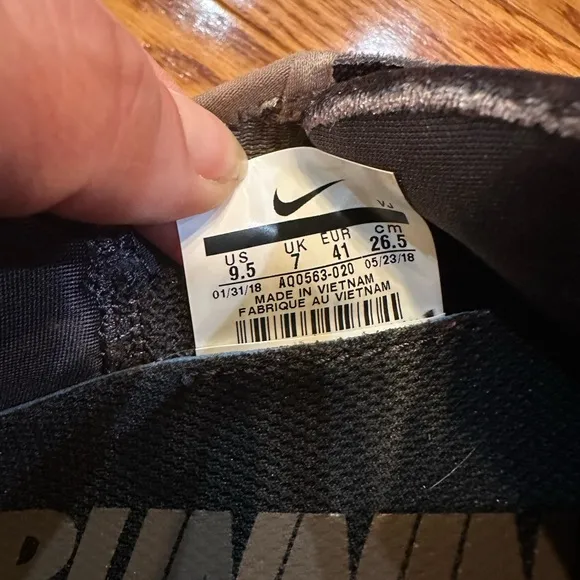 VJ
US UK EUR cm
9.5 7 41 26.5
01/31/18 AQ0563-020 05/23/18
MADE IN VIETNAM
FABRIQUE AU VIETNAM